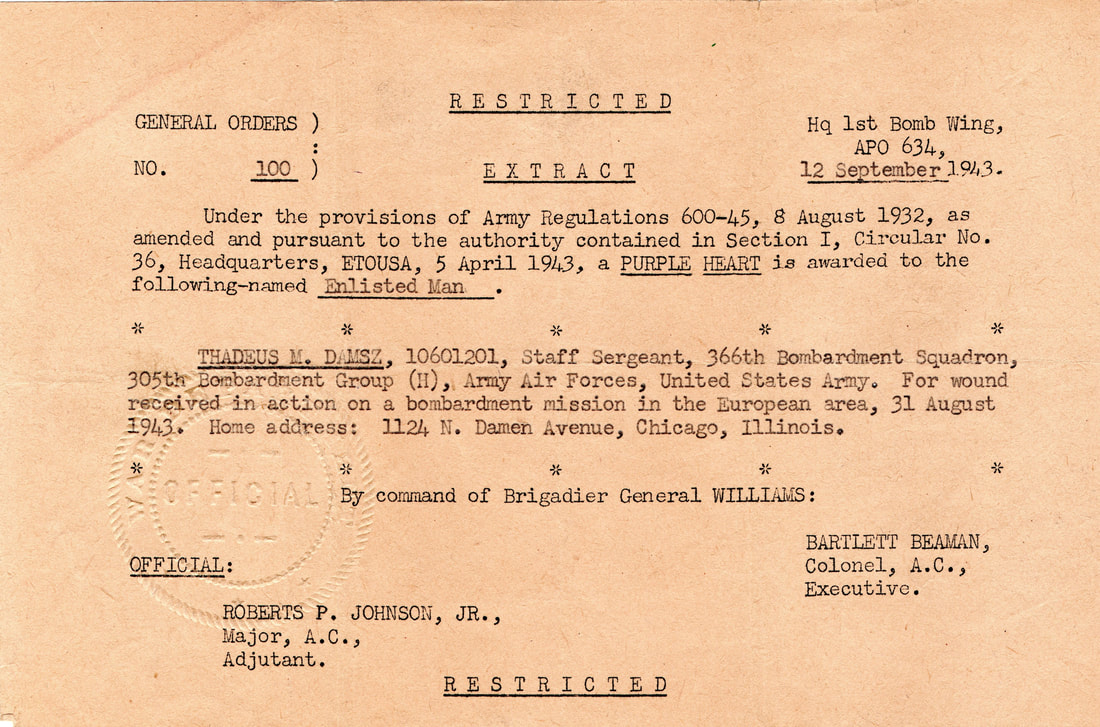 RESTRICTED
GENERAL ORDERS ) Hq 1st Bomb Wing,
: APO 634,
NO. 100 ) EXTRACT 12 September 1943.
Under the provisions of Army Regulations 600-45, 8 August 1932, as
amended and pursuant to the authority contained in Section I, Circular No.
36, Headquarters, ETOUSA, 5 April 1943, a PURPLE HEART is awarded to the
following-named Enlisted Man .
* * * * *
THADEUS M. DAMSZ, 10601201, Staff Sergeant, 366th Bombardment Squadron,
305th Bombardment Group (H), Army Air Forces, United States Army. For wound
received in action on a bombardment mission in the European area, 31 August
1943. Home address: 1124 N. Damen Avenue, Chicago, Illinois.
* * * * *
OFFICIAL
By command of Brigadier General WILLIAMS:
BARTLETT BEAMAN,
OFFICIAL: Colonel, A.C.,
Executive.
ROBERTS P. JOHNSON, JR.,
Major, A.C.,
Adjutant.
RESTRICTED